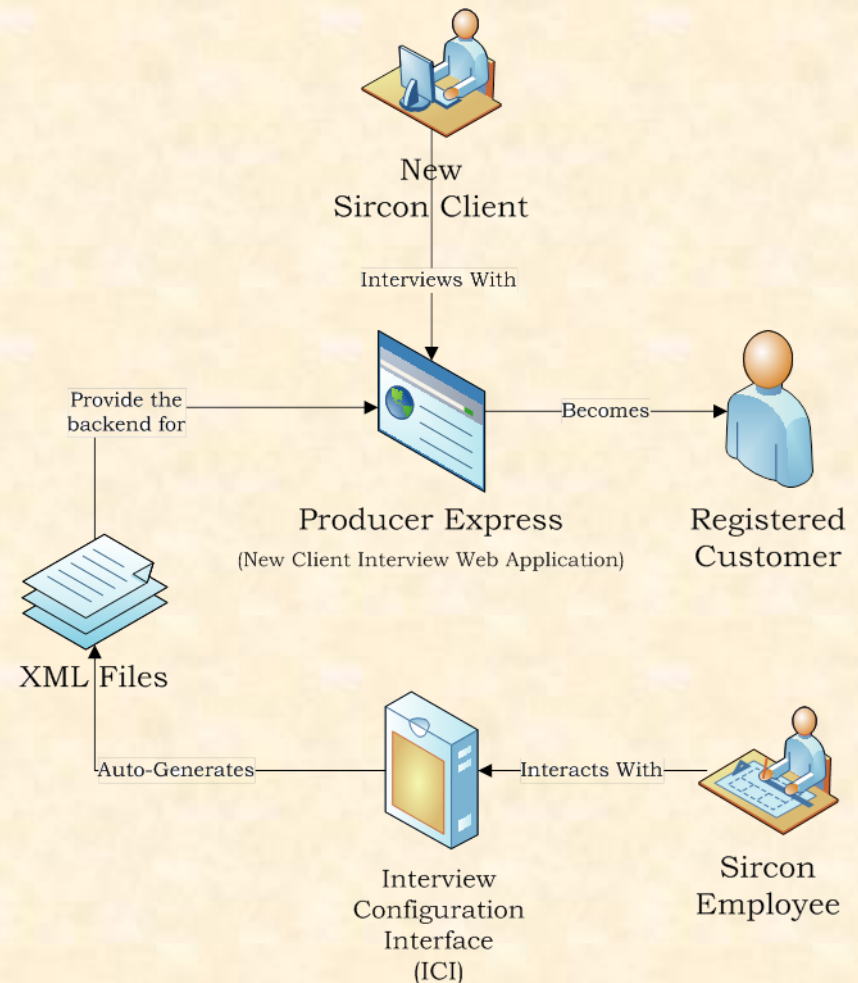 New
Sircon Client
Interviews With
Provide the
backend for
Becomes
Producer Express
(New Client Interview Web Application)
Registered
Customer
XML Files
Auto-Generates
Interacts With
Interview
Configuration
Interface
(ICI)
Sircon
Employee